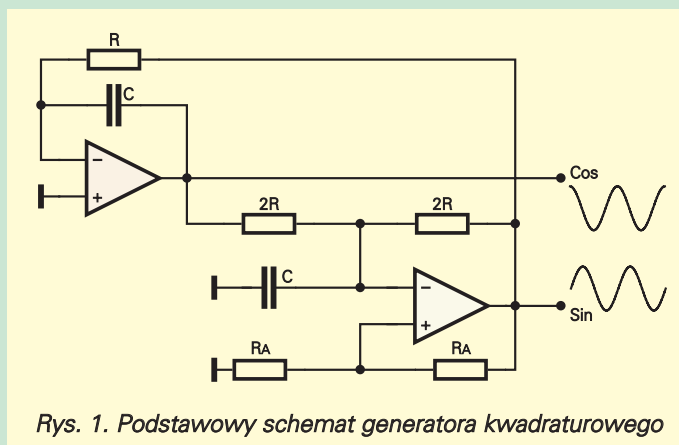 R
C
−
+
Cos
2R
2R
C
−
+
Sin
RA
RA
Rys. 1. Podstawowy schemat generatora kwadraturowego